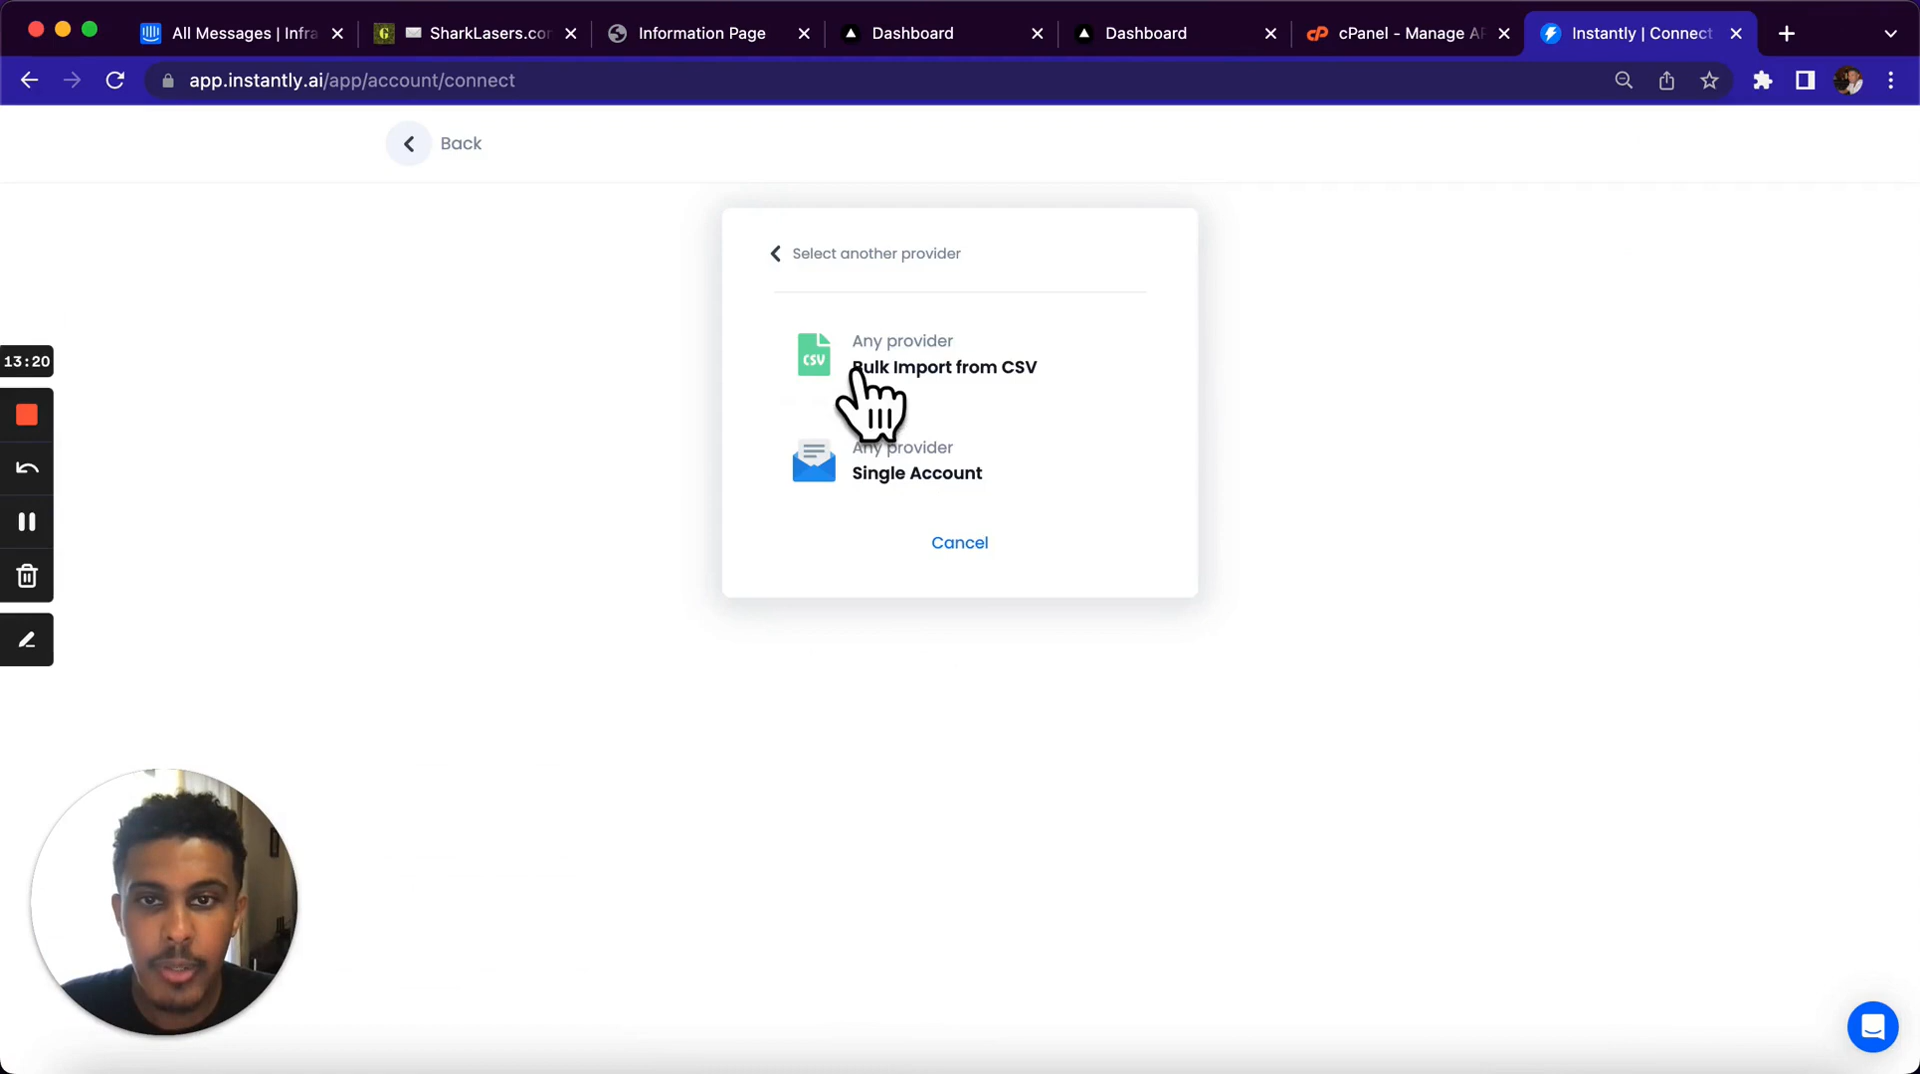 All Messages | Infra
SharkLasers.com
Information Page
Dashboard
Dashboard
cPanel - Manage AP
Instantly | Connect
app.instantly.ai/app/account/connect
Back
Select another provider
CSV
Any provider
Bulk Import from CSV
Any provider
Single Account
Cancel
13:20